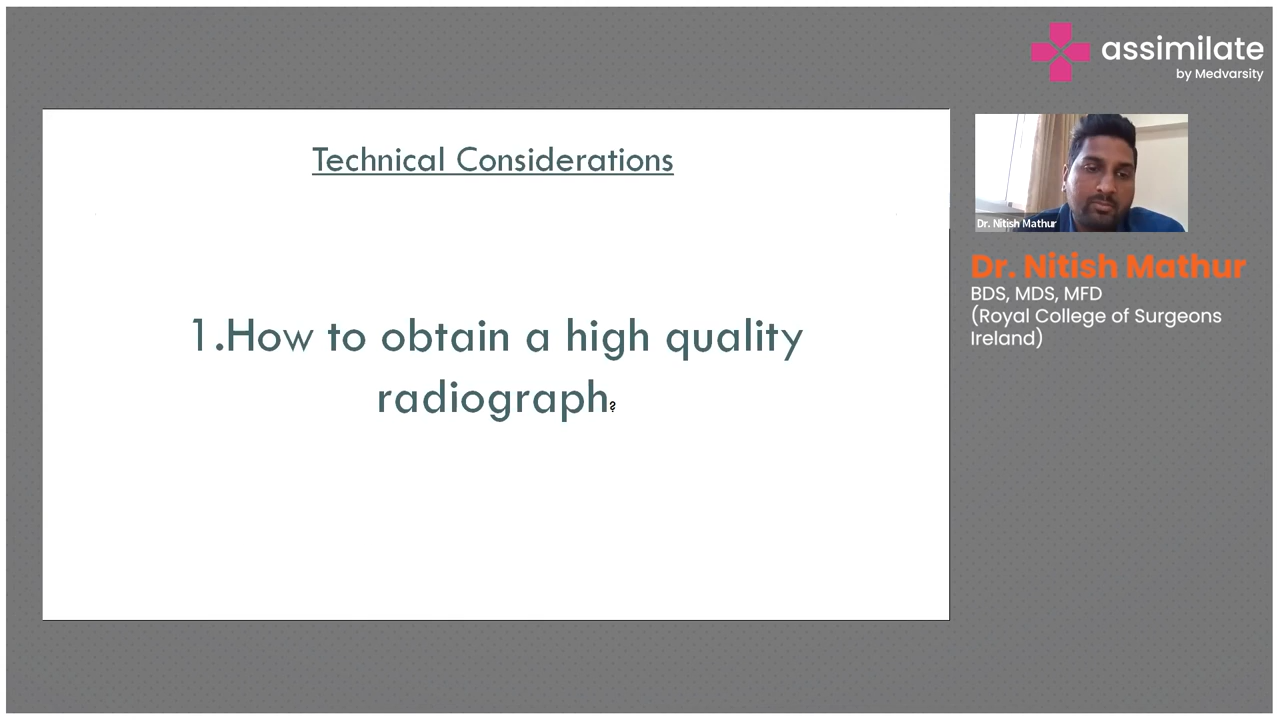 assimilate
by Medvarsity
Technical Considerations
1.How to obtain a high quality
radiograph?
Dr. Nitish Mathur
Dr. Nitish Mathur
BDS, MDS, MFD
(Royal College of Surgeons
Ireland)